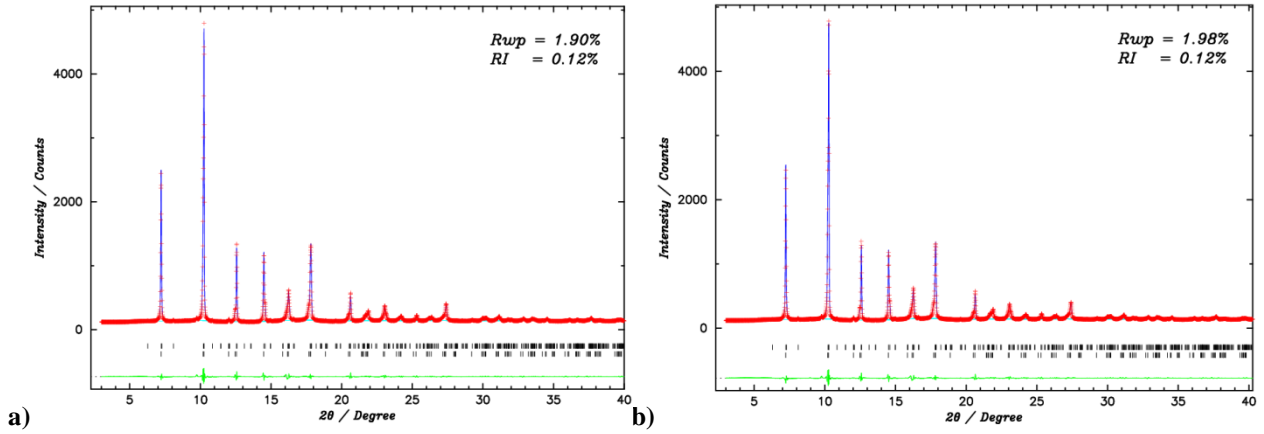 Rwp = 1.90%
RI = 0.12%
4000
2000
0
Intensity / Counts
5 10 15 20 25 30 35 40
2θ / Degree
a)
Rwp = 1.98%
RI = 0.12%
4000
2000
0
Intensity / Counts
5 10 15 20 25 30 35 40
2θ / Degree
b)